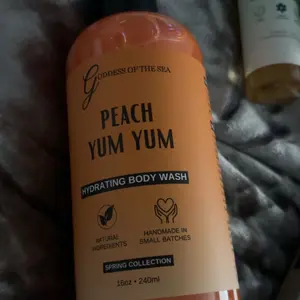 GODDESS OF THE SEA
PEACH
YUM YUM
HYDRATING BODY WASH
NATURAL
INGREDIENTS
HANDMADE IN
SMALL BATCHES
SPRING COLLECTION
16oz • 240ml